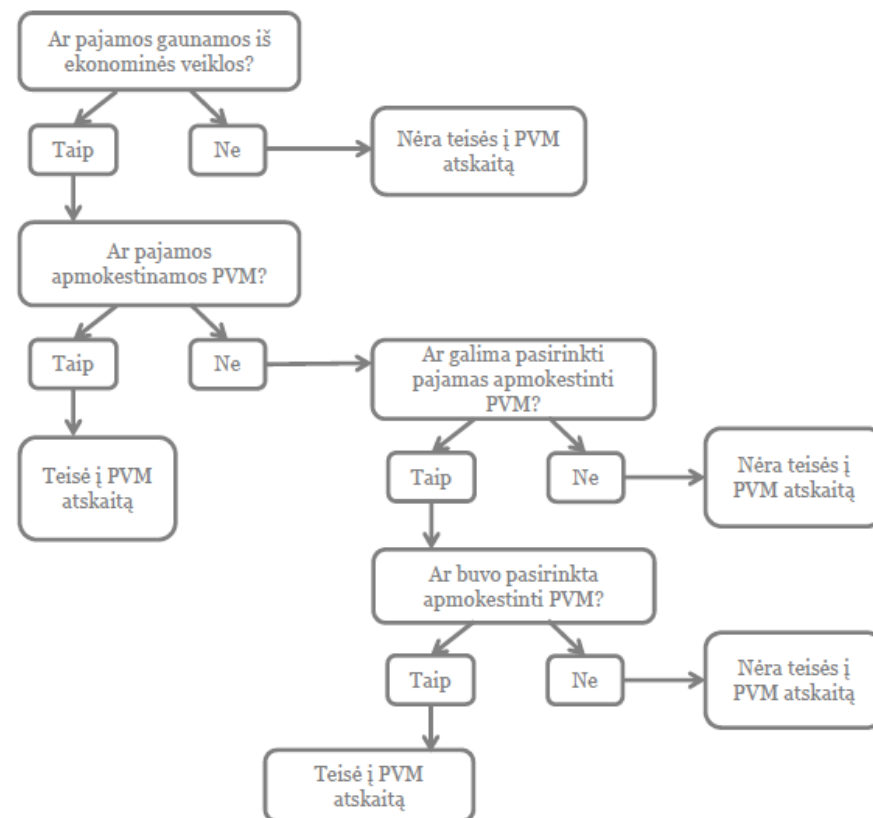 Ar pajamos gaunamos iš
ekonominės veiklos?
Taip
Ne
Nėra teisės į PVM
atskaitą
Ar pajamos
apmokestinamos PVM?
Taip
Ne
Ar galima pasirinkti
pajamas apmokestinti
PVM?
Teisė į PVM
atskaitą
Taip
Ne
Nėra teisės į
PVM atskaitą
Ar buvo pasirinkta
apmokestinti PVM?
Taip
Ne
Nėra teisės į
PVM atskaitą
Teisė į PVM
atskaitą